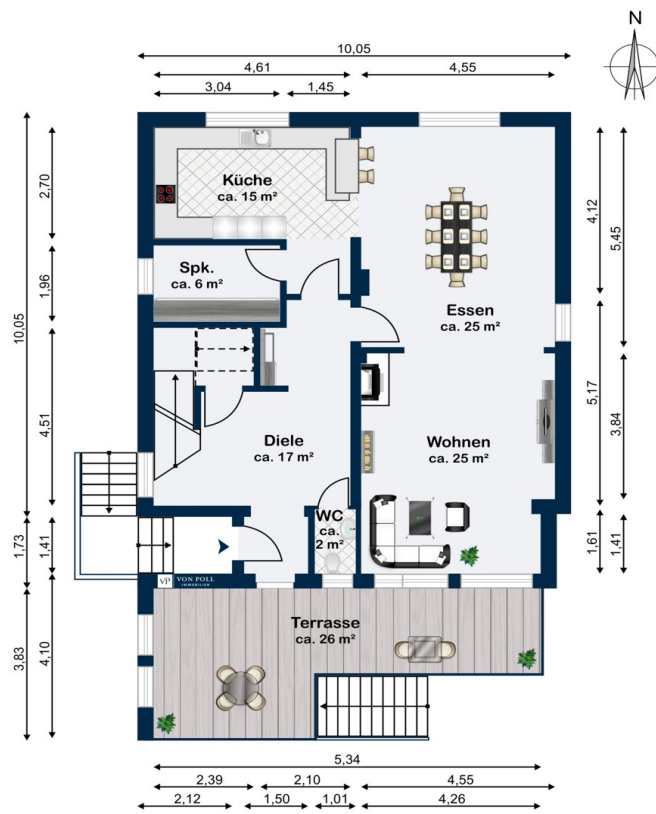 N
10,05
4,61
4,55
3,04
1,45
Küche
ca. 15 m²
Spk.
ca. 6 m²
Essen
ca. 25 m²
Diele
ca. 17 m²
Wohnen
ca. 25 m²
WC
ca.
2 m²
VP VON POLL
IMMOBILIEN
Terrasse
ca. 26 m²
10,05
1,73
3,83
2,70
1,96
4,51
1,41
4,10
4,12
5,17
1,61
5,45
3,84
1,41
5,34
2,39
2,10
4,55
2,12
1,50
1,01
4,26